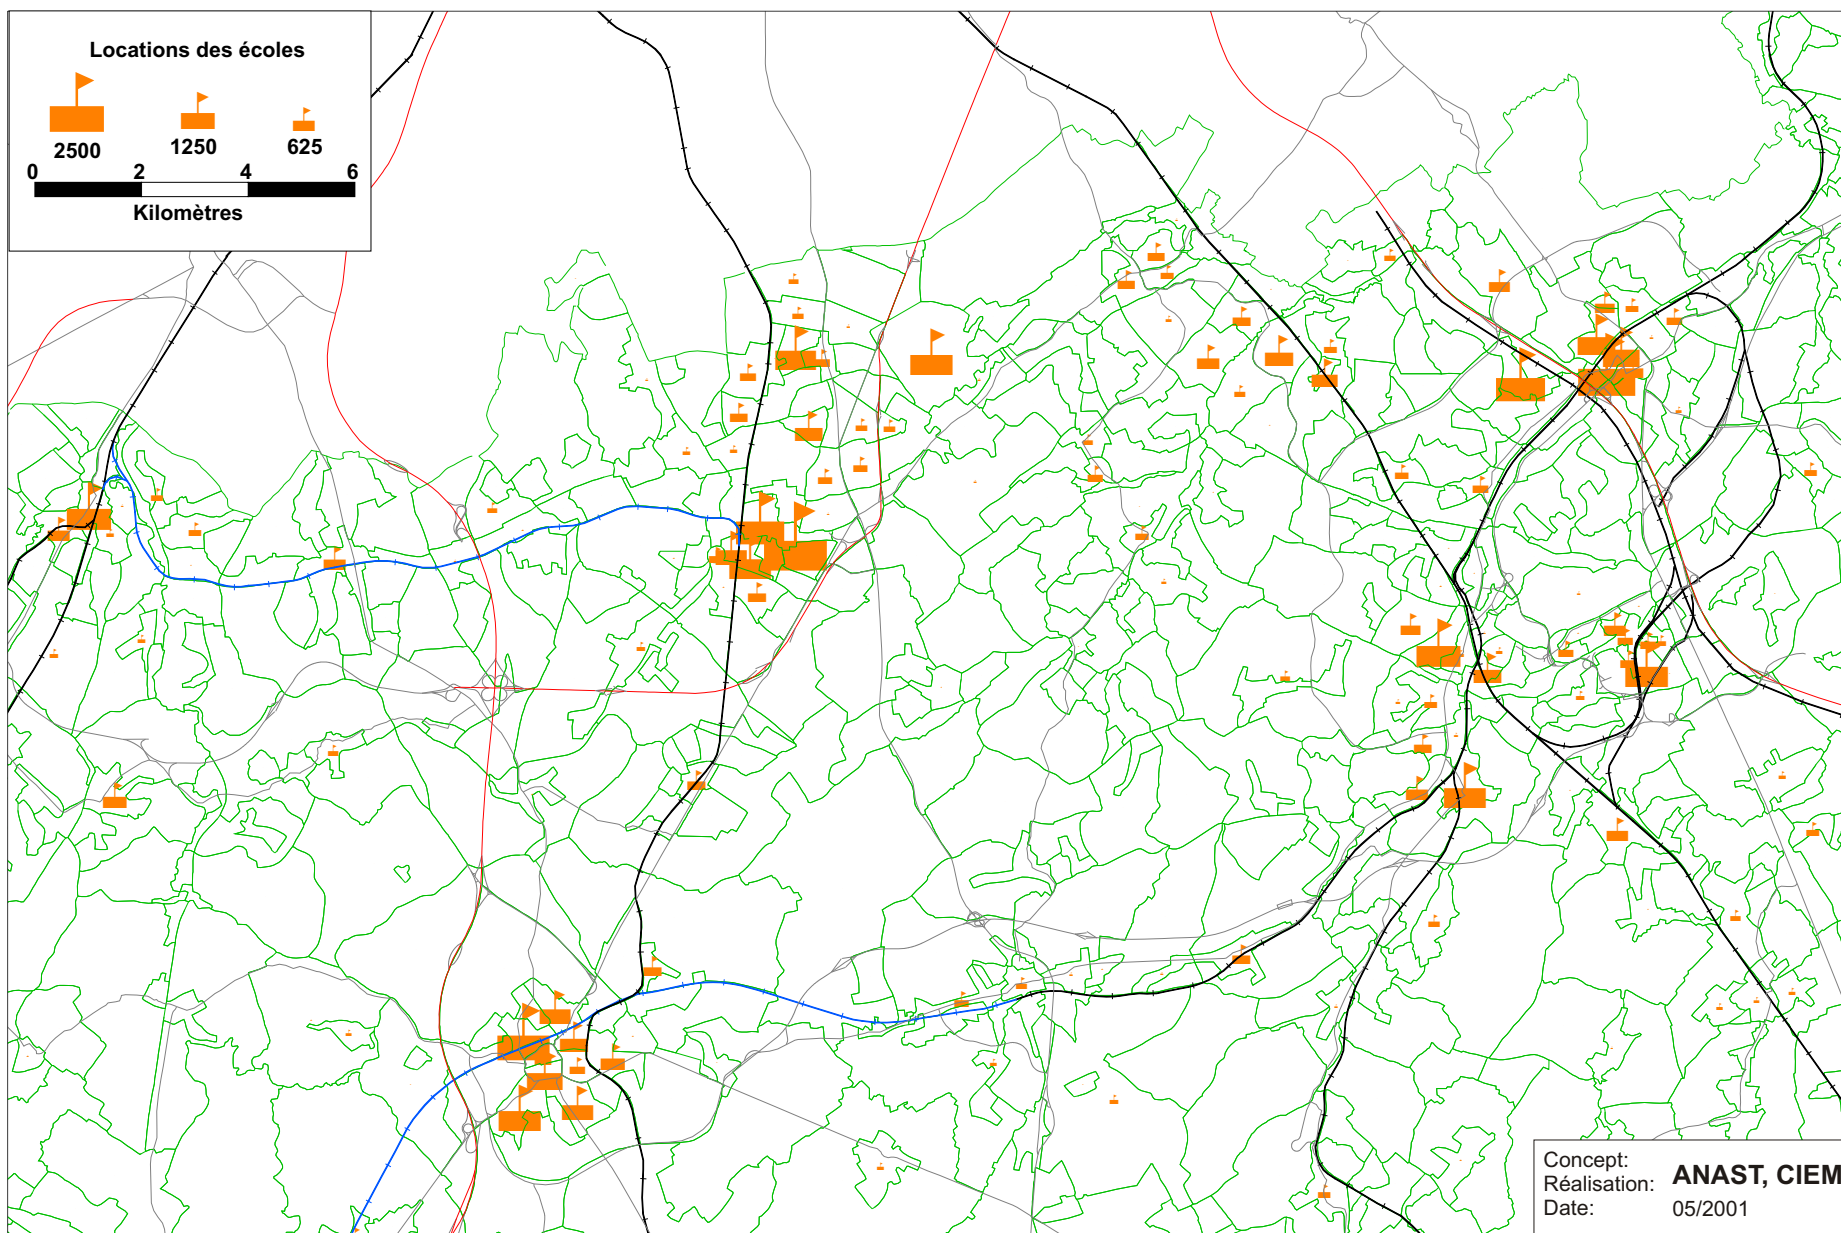 Locations des écoles
2500 1250 625
0 2 4 6
Kilomètres
Concept:
Réalisation: ANAST, CIEM
Date: 05/2001